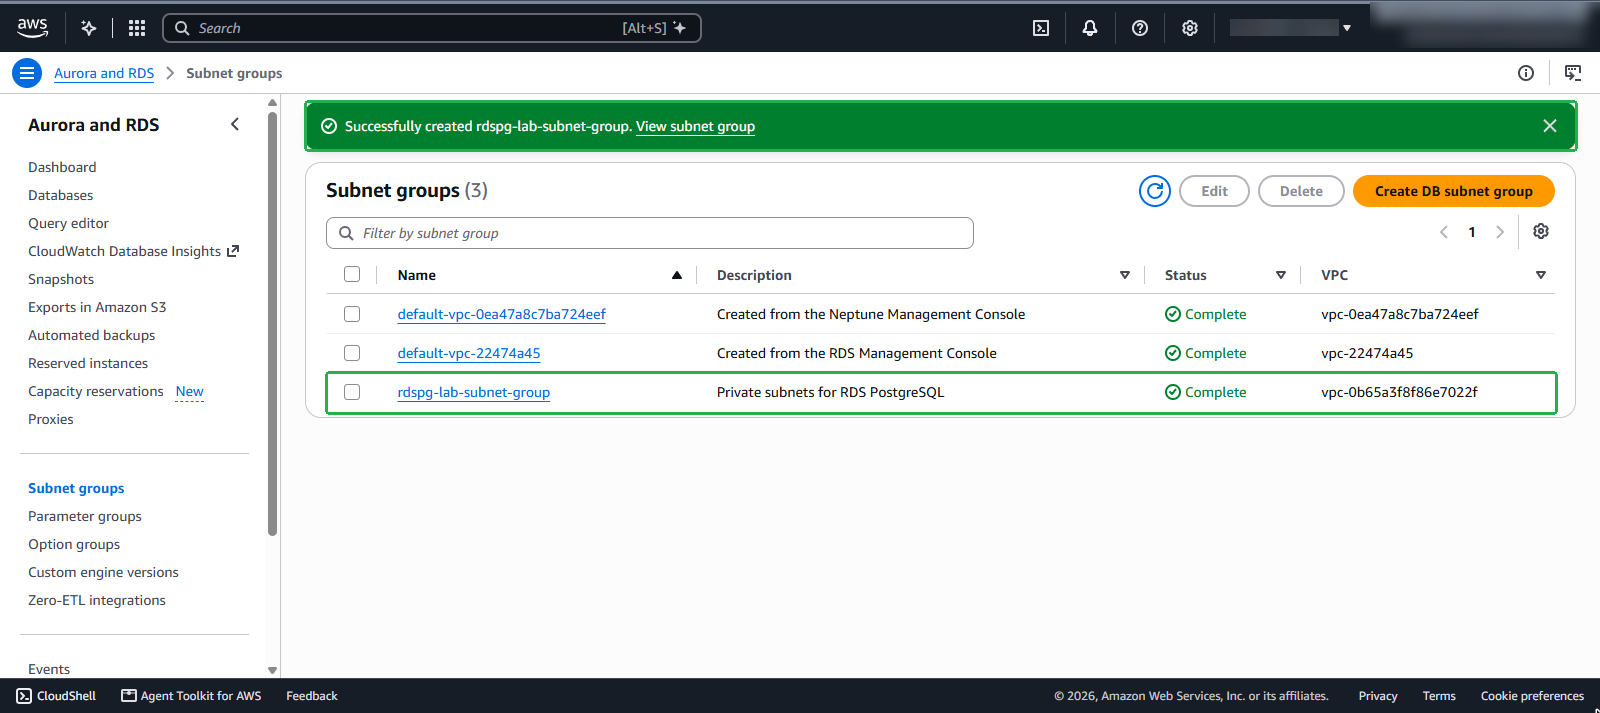 aws
Search [Alt+S]
Aurora and RDS > Subnet groups
Aurora and RDS
Dashboard
Databases
Query editor
CloudWatch Database Insights
Snapshots
Exports in Amazon S3
Automated backups
Reserved instances
Capacity reservations New
Proxies
Subnet groups
Parameter groups
Option groups
Custom engine versions
Zero-ETL integrations
Events
Successfully created rdspg-lab-subnet-group. View subnet group
Subnet groups (3)
Edit
Delete
Create DB subnet group
Filter by subnet group
1
Name Description Status VPC
default-vpc-0ea47a8c7ba724eef Created from the Neptune Management Console Complete vpc-0ea47a8c7ba724eef
default-vpc-22474a45 Created from the RDS Management Console Complete vpc-22474a45
rdspg-lab-subnet-group Private subnets for RDS PostgreSQL Complete vpc-0b65a3f8f86e7022f
CloudShell Agent Toolkit for AWS Feedback © 2026, Amazon Web Services, Inc. or its affiliates. Privacy Terms Cookie preferences